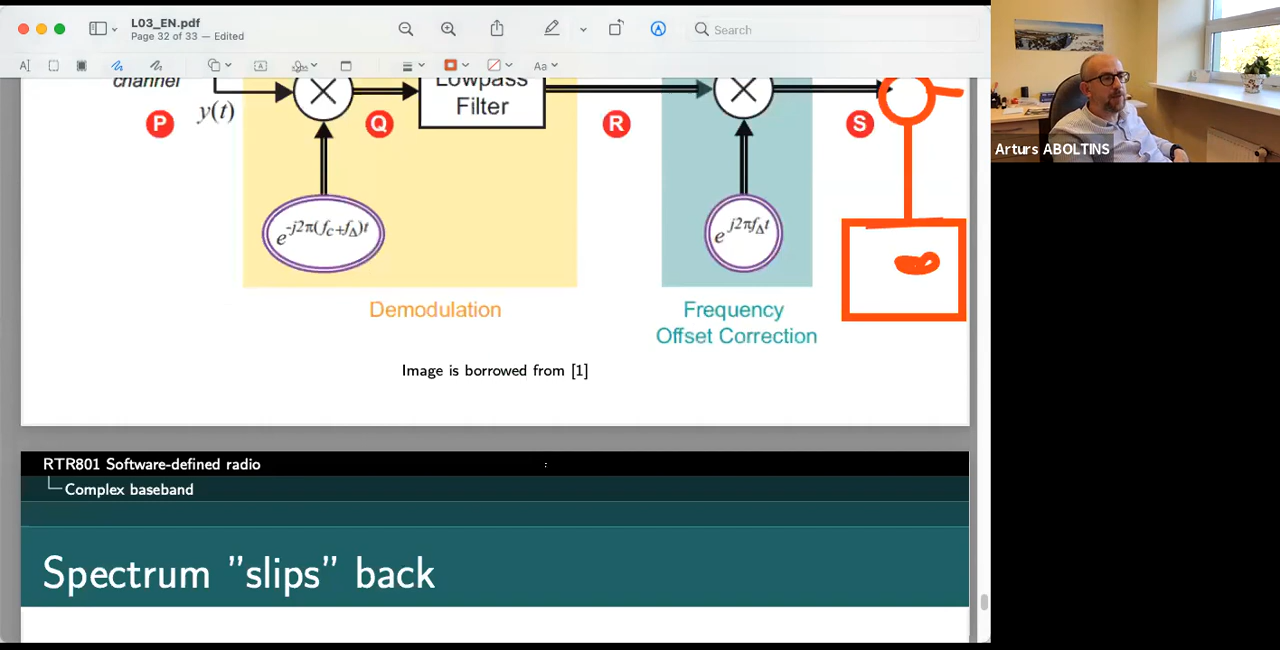 L03_EN.pdf
Page 32 of 33 — Edited
Search
Aa
channel
y(t)
Lowpass
Filter
P
Q
R
S
e^{-j2π(f_C+f_Δ)t}
e^{j2πf_Δt}
Demodulation
Frequency
Offset Correction
Image is borrowed from [1]
RTR801 Software-defined radio
Complex baseband
Spectrum "slips" back
Arturs ABOLTINS